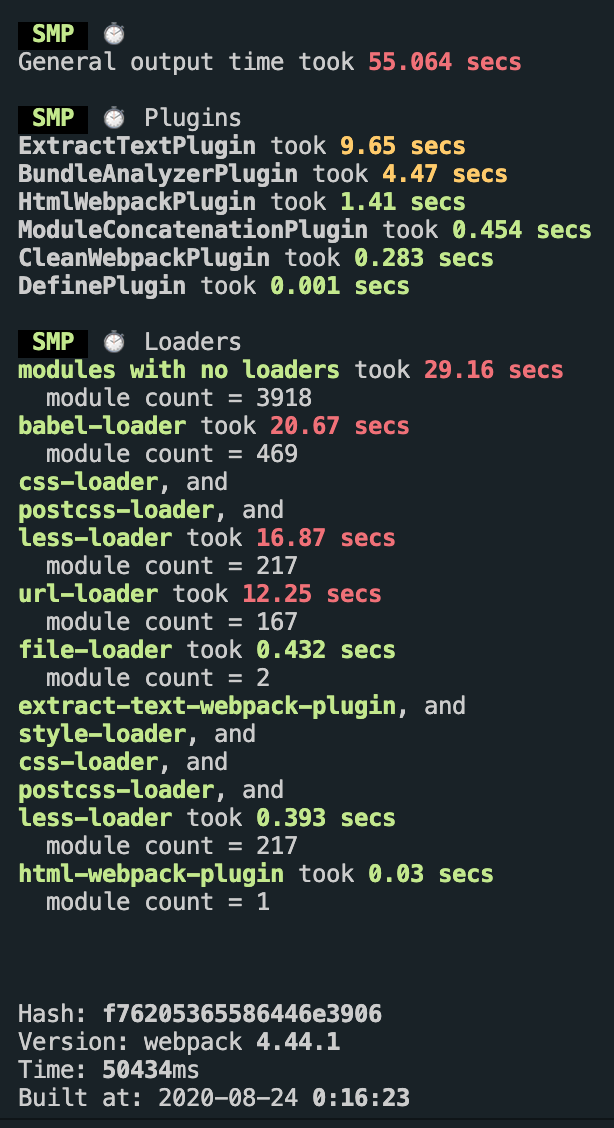 SMP ⏱
General output time took 55.064 secs
SMP ⏱ Plugins
ExtractTextPlugin took 9.65 secs
BundleAnalyzerPlugin took 4.47 secs
HtmlWebpackPlugin took 1.41 secs
ModuleConcatenationPlugin took 0.454 secs
CleanWebpackPlugin took 0.283 secs
DefinePlugin took 0.001 secs
SMP ⏱ Loaders
modules with no loaders took 29.16 secs
module count = 3918
babel-loader took 20.67 secs
module count = 469
css-loader, and
postcss-loader, and
less-loader took 16.87 secs
module count = 217
url-loader took 12.25 secs
module count = 167
file-loader took 0.432 secs
module count = 2
extract-text-webpack-plugin, and
style-loader, and
css-loader, and
postcss-loader, and
less-loader took 0.393 secs
module count = 217
html-webpack-plugin took 0.03 secs
module count = 1
Hash: f76205365586446e3906
Version: webpack 4.44.1
Time: 50434ms
Built at: 2020-08-24 0:16:23